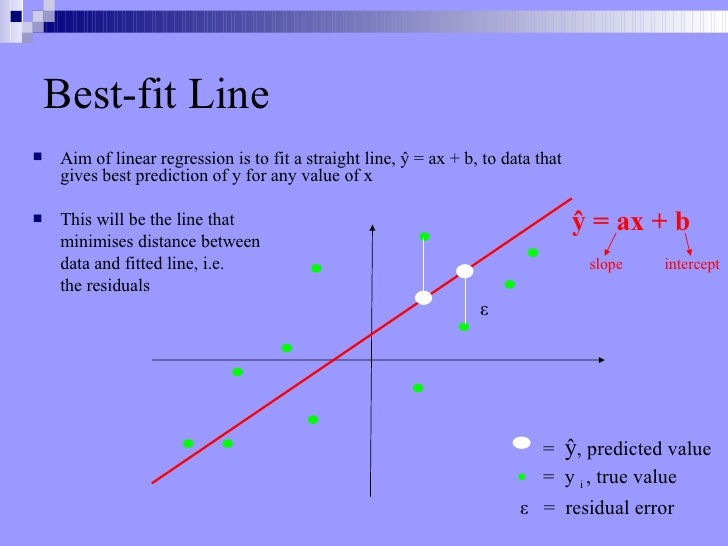 Best-fit Line
Aim of linear regression is to fit a straight line, ŷ = ax + b, to data that
gives best prediction of y for any value of x
This will be the line that
minimises distance between
data and fitted line, i.e.
the residuals
ŷ = ax + b
slope
intercept
ε
= ŷ, predicted value
= y i , true value
ε = residual error